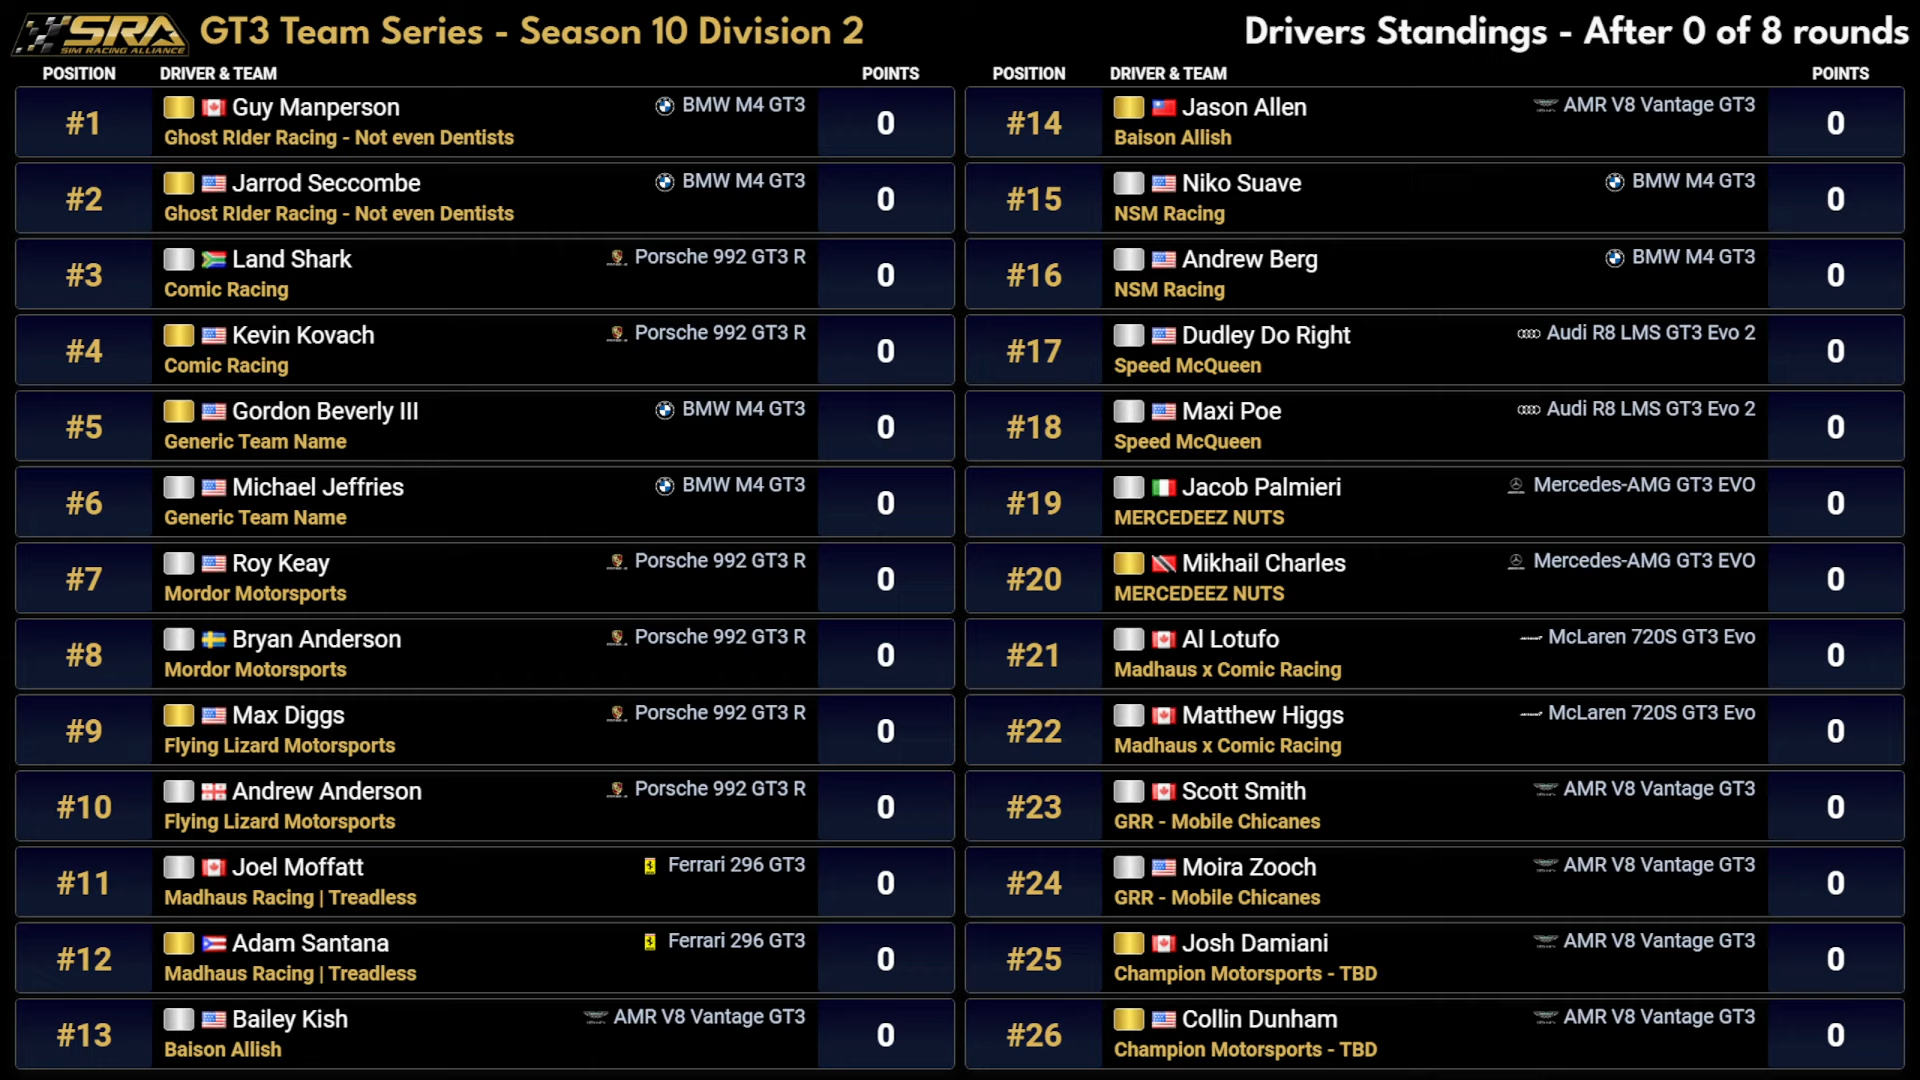 SRA
SIM RACING ALLIANCE
GT3 Team Series - Season 10 Division 2
Drivers Standings - After 0 of 8 rounds
POSITION DRIVER & TEAM POINTS
#1 Guy Manperson BMW M4 GT3 0
Ghost RIder Racing - Not even Dentists
#2 Jarrod Seccombe BMW M4 GT3 0
Ghost RIder Racing - Not even Dentists
#3 Land Shark Porsche 992 GT3 R 0
Comic Racing
#4 Kevin Kovach Porsche 992 GT3 R 0
Comic Racing
#5 Gordon Beverly III BMW M4 GT3 0
Generic Team Name
#6 Michael Jeffries BMW M4 GT3 0
Generic Team Name
#7 Roy Keay Porsche 992 GT3 R 0
Mordor Motorsports
#8 Bryan Anderson Porsche 992 GT3 R 0
Mordor Motorsports
#9 Max Diggs Porsche 992 GT3 R 0
Flying Lizard Motorsports
#10 Andrew Anderson Porsche 992 GT3 R 0
Flying Lizard Motorsports
#11 Joel Moffatt Ferrari 296 GT3 0
Madhaus Racing | Treadless
#12 Adam Santana Ferrari 296 GT3 0
Madhaus Racing | Treadless
#13 Bailey Kish AMR V8 Vantage GT3 0
Baison Allish
POSITION DRIVER & TEAM POINTS
#14 Jason Allen AMR V8 Vantage GT3 0
Baison Allish
#15 Niko Suave BMW M4 GT3 0
NSM Racing
#16 Andrew Berg BMW M4 GT3 0
NSM Racing
#17 Dudley Do Right Audi R8 LMS GT3 Evo 2 0
Speed McQueen
#18 Maxi Poe Audi R8 LMS GT3 Evo 2 0
Speed McQueen
#19 Jacob Palmieri Mercedes-AMG GT3 EVO 0
MERCEDEEZ NUTS
#20 Mikhail Charles Mercedes-AMG GT3 EVO 0
MERCEDEEZ NUTS
#21 Al Lotufo McLaren 720S GT3 Evo 0
Madhaus x Comic Racing
#22 Matthew Higgs McLaren 720S GT3 Evo 0
Madhaus x Comic Racing
#23 Scott Smith AMR V8 Vantage GT3 0
GRR - Mobile Chicanes
#24 Moira Zooch AMR V8 Vantage GT3 0
GRR - Mobile Chicanes
#25 Josh Damiani AMR V8 Vantage GT3 0
Champion Motorsports - TBD
#26 Collin Dunham AMR V8 Vantage GT3 0
Champion Motorsports - TBD